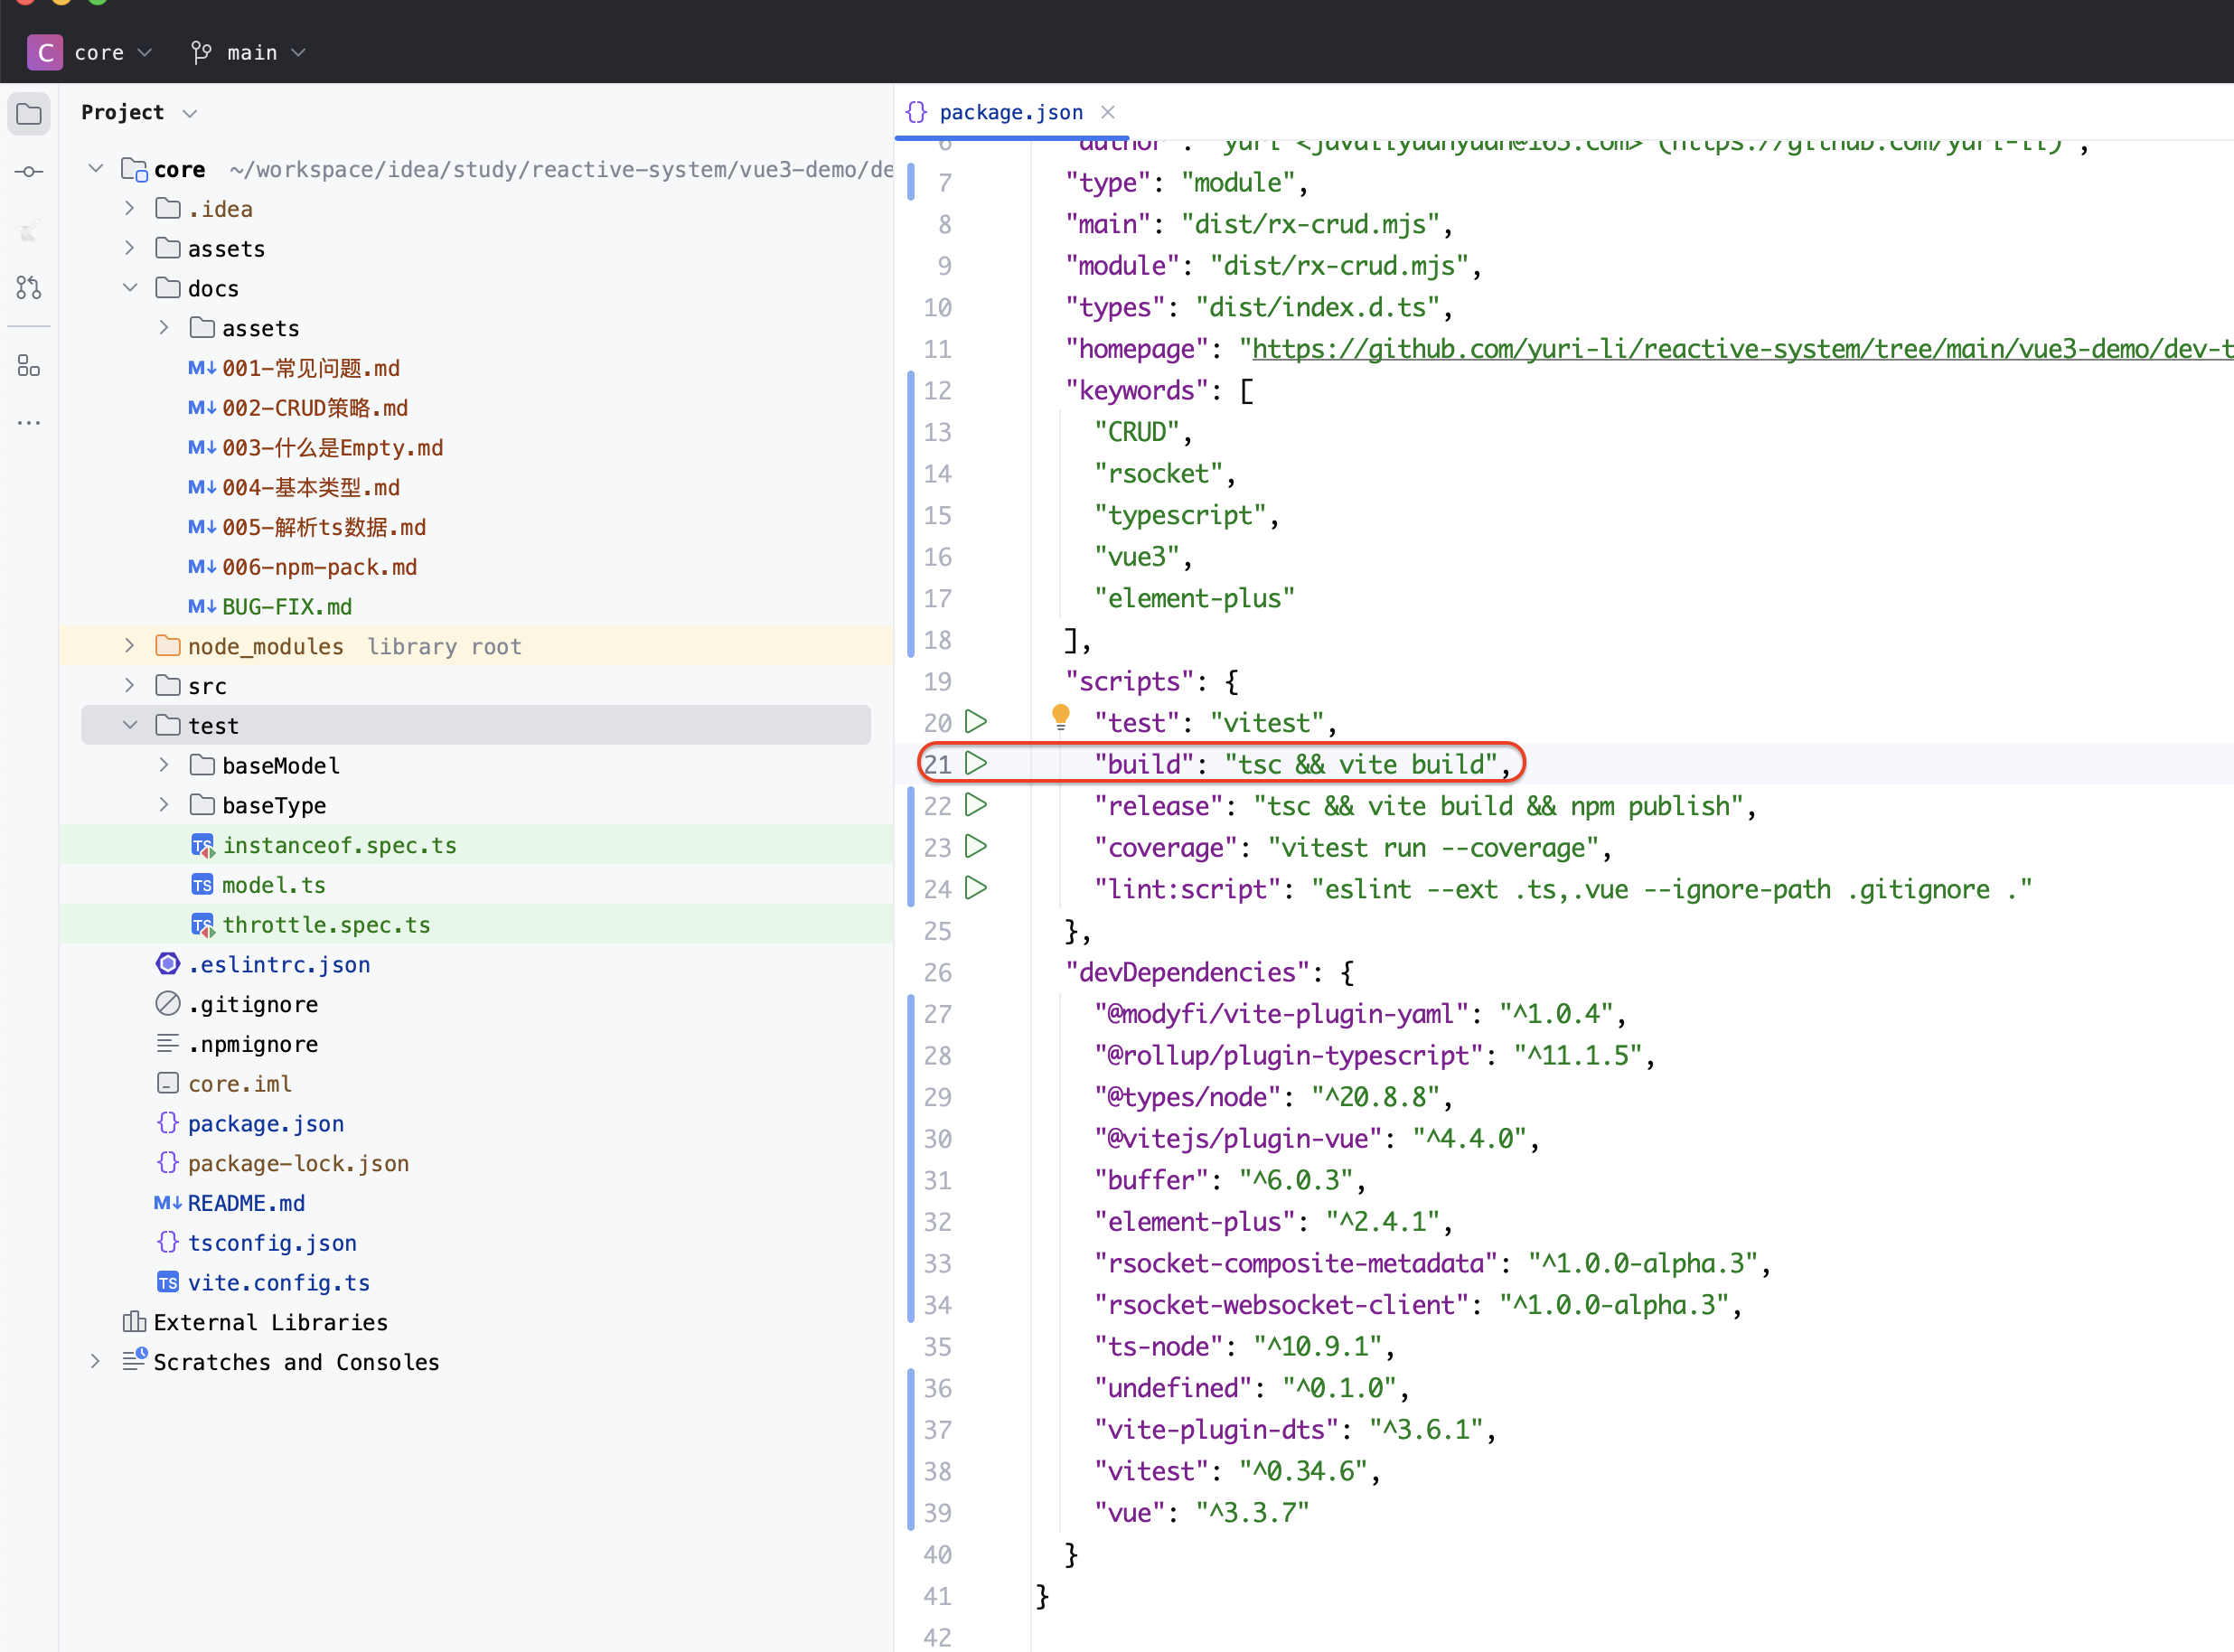 C core main
Project
core ~/workspace/idea/study/reactive-system/vue3-demo/de
.idea
assets
docs
assets
M↓ 001-常见问题.md
M↓ 002-CRUD策略.md
M↓ 003-什么是Empty.md
M↓ 004-基本类型.md
M↓ 005-解析ts数据.md
M↓ 006-npm-pack.md
M↓ BUG-FIX.md
node_modules library root
src
test
baseModel
baseType
TS instanceof.spec.ts
TS model.ts
TS throttle.spec.ts
.eslintrc.json
.gitignore
.npmignore
core.iml
{} package.json
{} package-lock.json
M↓ README.md
{} tsconfig.json
TS vite.config.ts
External Libraries
Scratches and Consoles
{} package.json ×
6 "author": "yuri <javaliyuanyuan@163.com> (https://github.com/yuri-li)",
7 "type": "module",
8 "main": "dist/rx-crud.mjs",
9 "module": "dist/rx-crud.mjs",
10 "types": "dist/index.d.ts",
11 "homepage": "https://github.com/yuri-li/reactive-system/tree/main/vue3-demo/dev-t
12 "keywords": [
13 "CRUD",
14 "rsocket",
15 "typescript",
16 "vue3",
17 "element-plus"
18 ],
19 "scripts": {
20 "test": "vitest",
21 "build": "tsc && vite build",
22 "release": "tsc && vite build && npm publish",
23 "coverage": "vitest run --coverage",
24 "lint:script": "eslint --ext .ts,.vue --ignore-path .gitignore ."
25 },
26 "devDependencies": {
27 "@modyfi/vite-plugin-yaml": "^1.0.4",
28 "@rollup/plugin-typescript": "^11.1.5",
29 "@types/node": "^20.8.8",
30 "@vitejs/plugin-vue": "^4.4.0",
31 "buffer": "^6.0.3",
32 "element-plus": "^2.4.1",
33 "rsocket-composite-metadata": "^1.0.0-alpha.3",
34 "rsocket-websocket-client": "^1.0.0-alpha.3",
35 "ts-node": "^10.9.1",
36 "undefined": "^0.1.0",
37 "vite-plugin-dts": "^3.6.1",
38 "vitest": "^0.34.6",
39 "vue": "^3.3.7"
40 }
41 }
42